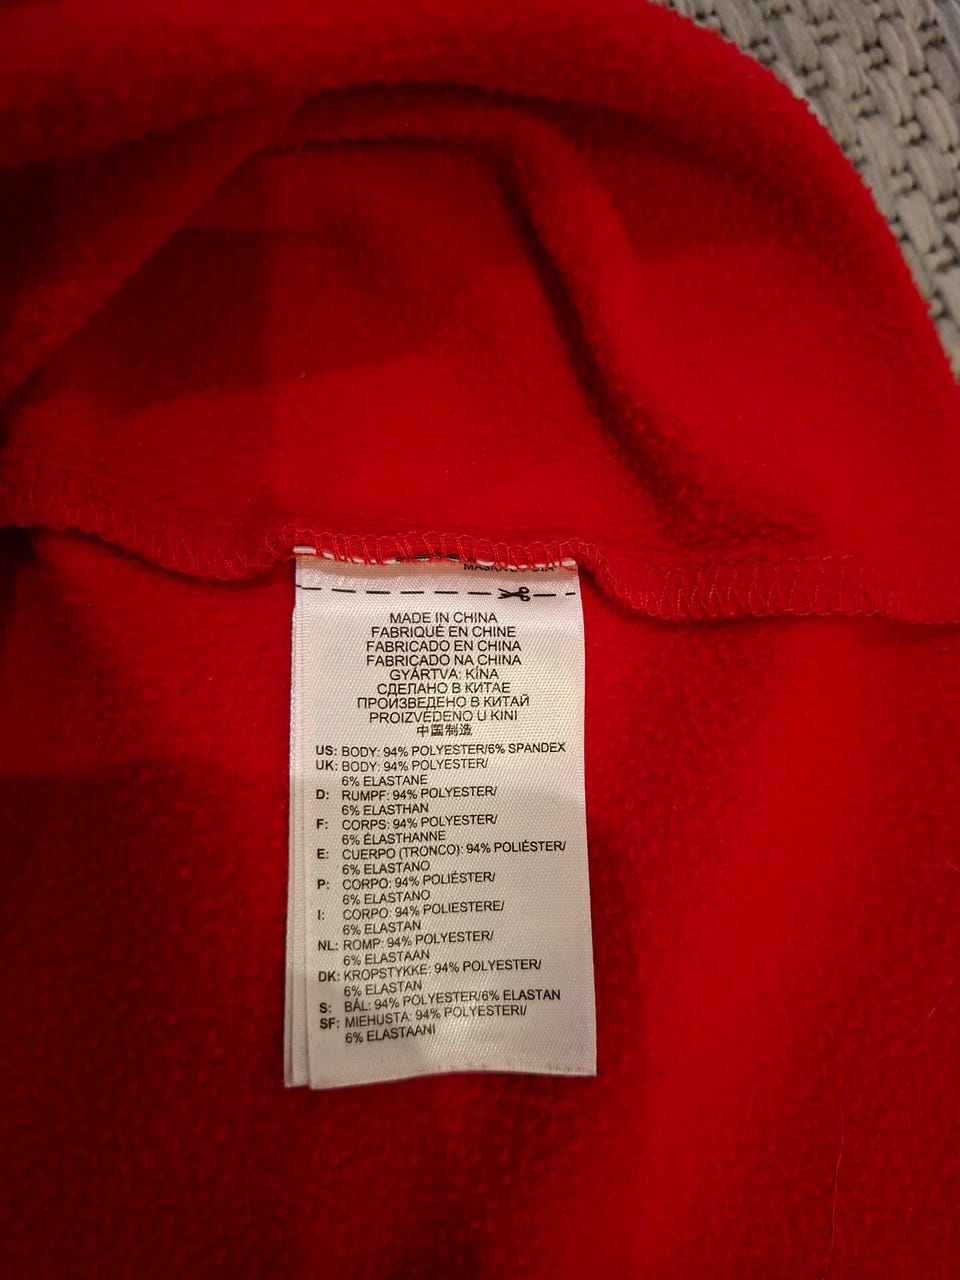 MADE IN CHINA
FABRIQUÉ EN CHINE
FABRICADO EN CHINA
FABRICADO NA CHINA
GYÁRTVA: KÍNA
СДЕЛАНО В КИТАЕ
ПРОИЗВЕДЕНО В КИТАЙ
PROIZVEDENO U KINI
中国制造
US: BODY: 94% POLYESTER/6% SPANDEX
UK: BODY: 94% POLYESTER/
6% ELASTANE
D: RUMPF: 94% POLYESTER/
6% ELASTHAN
F: CORPS: 94% POLYESTER/
6% ÉLASTHANNE
E: CUERPO (TRONCO): 94% POLIÉSTER/
6% ELASTANO
P: CORPO: 94% POLIÉSTER/
6% ELASTANO
I: CORPO: 94% POLIESTERE/
6% ELASTAN
NL: ROMP: 94% POLYESTER/
6% ELASTAAN
DK: KROPSTYKKE: 94% POLYESTER/
6% ELASTAN
S: BÅL: 94% POLYESTER/6% ELASTAN
SF: MIEHUSTA: 94% POLYESTERI/
6% ELASTAANI